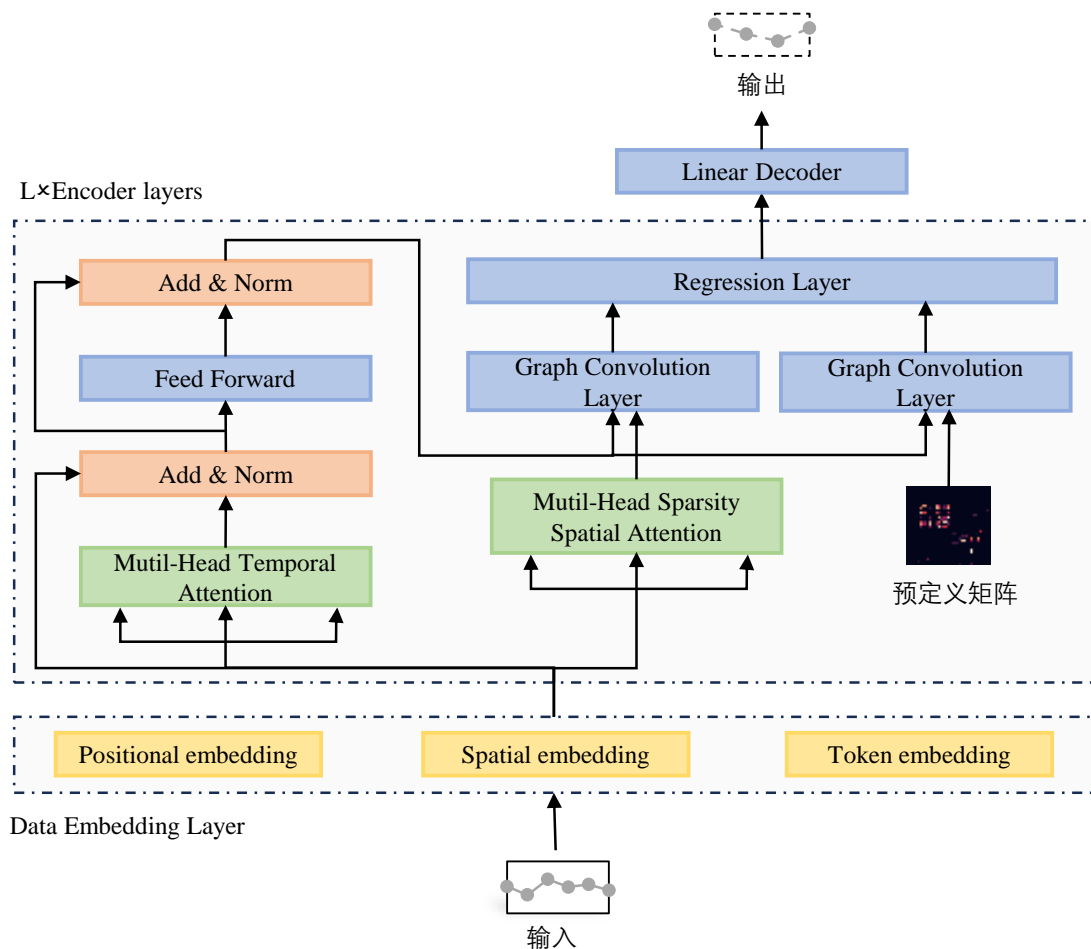 输出
Linear Decoder
L×Encoder layers
Add & Norm
Regression Layer
Feed Forward
Graph Convolution
Layer
Graph Convolution
Layer
Add & Norm
Mutil-Head Sparsity
Spatial Attention
Mutil-Head Temporal
Attention
预定义矩阵
Positional embedding
Spatial embedding
Token embedding
Data Embedding Layer
输入